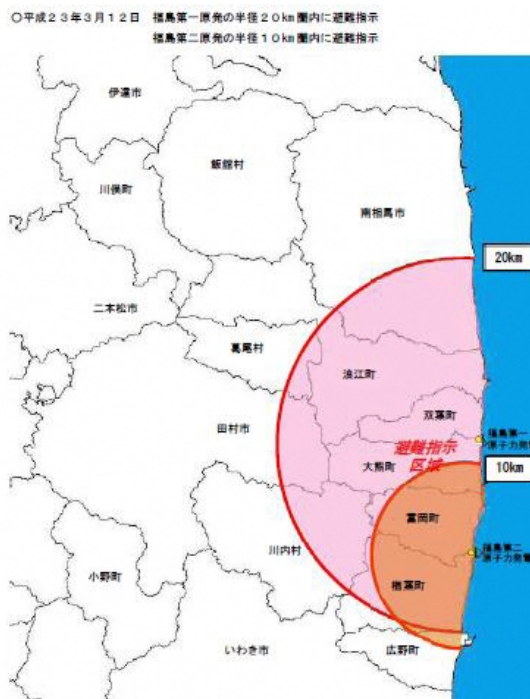 ○平成２３年３月１２日　福島第一原発の半径２０ｋｍ圏内に避難指示
福島第二原発の半径１０ｋｍ圏内に避難指示
伊達市
飯舘村
川俣町
南相馬市
20km
二本松市
葛尾村
浪江町
双葉町
田村市
福島第一
原子力発
避難指示
区域
大熊町
10km
富岡町
川内村
福島第二
原子力発電
小野町
楢葉町
いわき市
広野町